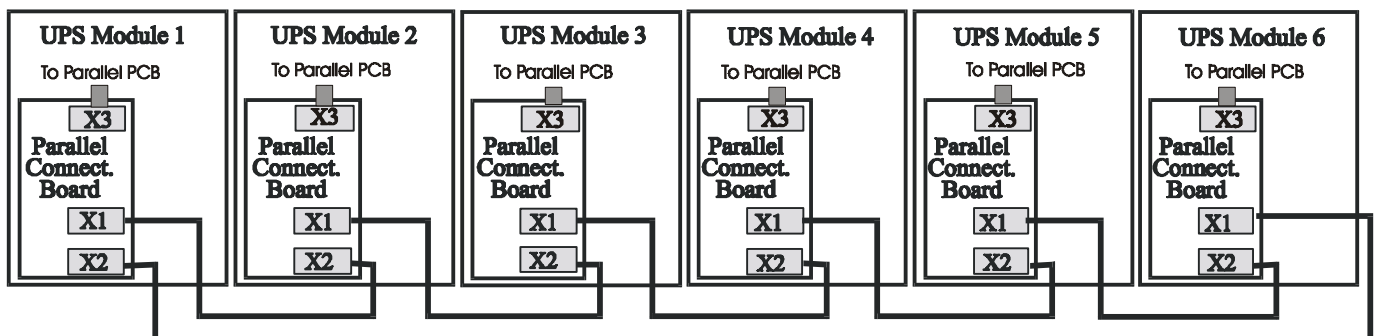 UPS Module 1
To Parallel PCB
X3
Parallel
Connect.
Board
X1
X2
UPS Module 2
To Parallel PCB
X3
Parallel
Connect.
Board
X1
X2
UPS Module 3
To Parallel PCB
X3
Parallel
Connect.
Board
X1
X2
UPS Module 4
To Parallel PCB
X3
Parallel
Connect.
Board
X1
X2
UPS Module 5
To Parallel PCB
X3
Parallel
Connect.
Board
X1
X2
UPS Module 6
To Parallel PCB
X3
Parallel
Connect.
Board
X1
X2